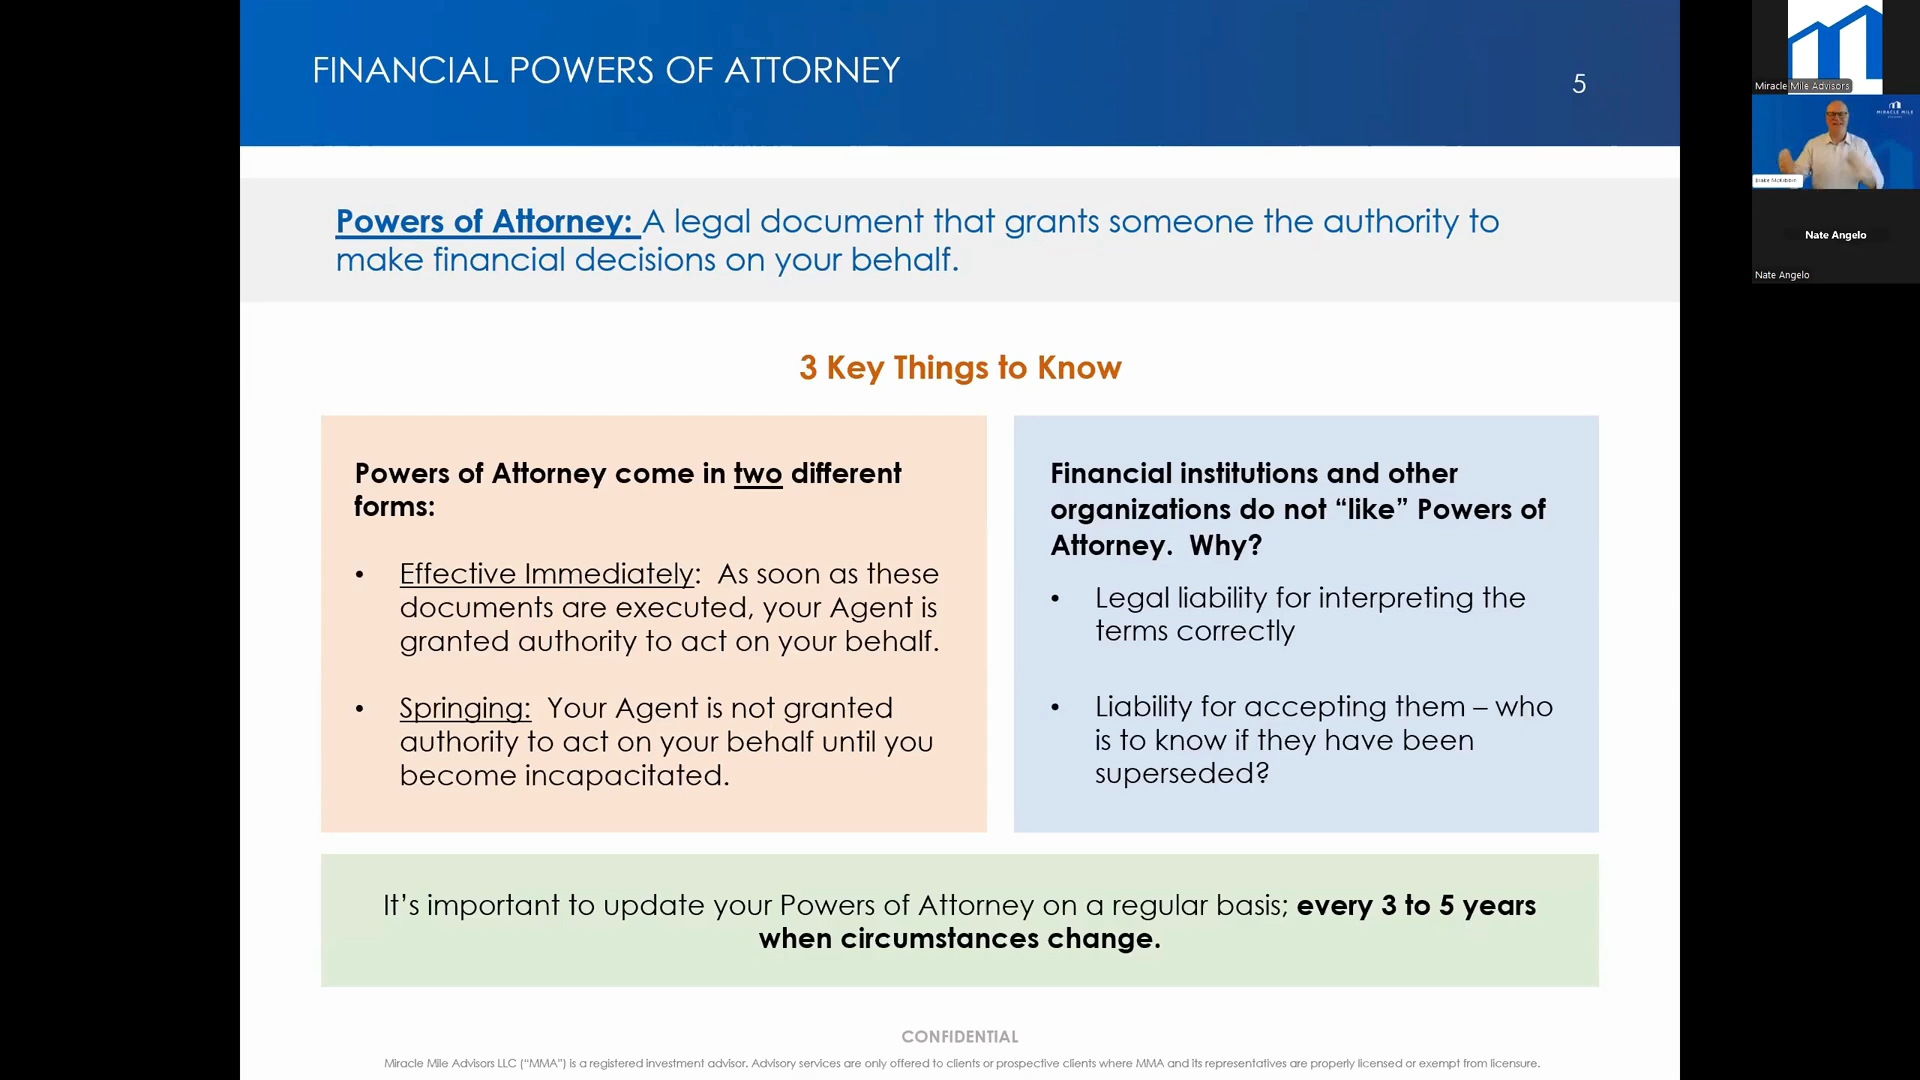 FINANCIAL POWERS OF ATTORNEY
5
Powers of Attorney: A legal document that grants someone the authority to
make financial decisions on your behalf.
3 Key Things to Know
Powers of Attorney come in two different
forms:
• Effective Immediately: As soon as these
documents are executed, your Agent is
granted authority to act on your behalf.
• Springing: Your Agent is not granted
authority to act on your behalf until you
become incapacitated.
Financial institutions and other
organizations do not “like” Powers of
Attorney. Why?
• Legal liability for interpreting the
terms correctly
• Liability for accepting them – who
is to know if they have been
superseded?
It’s important to update your Powers of Attorney on a regular basis; every 3 to 5 years
when circumstances change.
CONFIDENTIAL
Miracle Mile Advisors LLC (“MMA”) is a registered investment advisor. Advisory services are only offered to clients or prospective clients where MMA and its representatives are properly licensed or exempt from licensure.
Miracle Mile Advisors
MIRACLE MILE
Nate Angelo
Nate Angelo